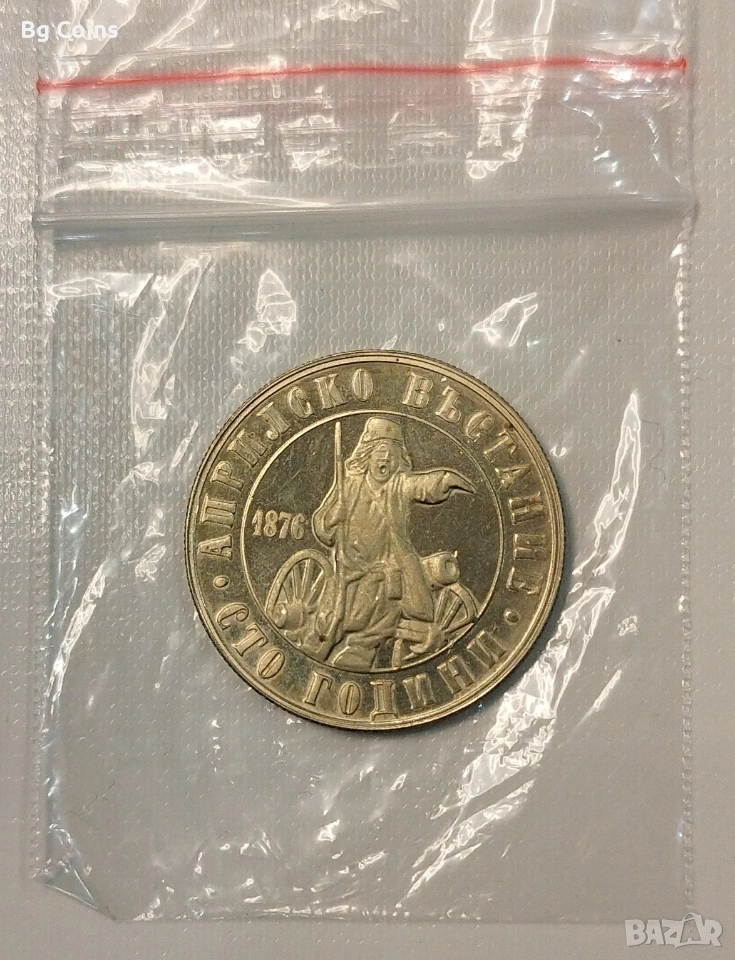 Bg Coins
АПРИЛСКО ВЪСТАНИЕ
1876
СТО ГОДИНИ
BAZAR